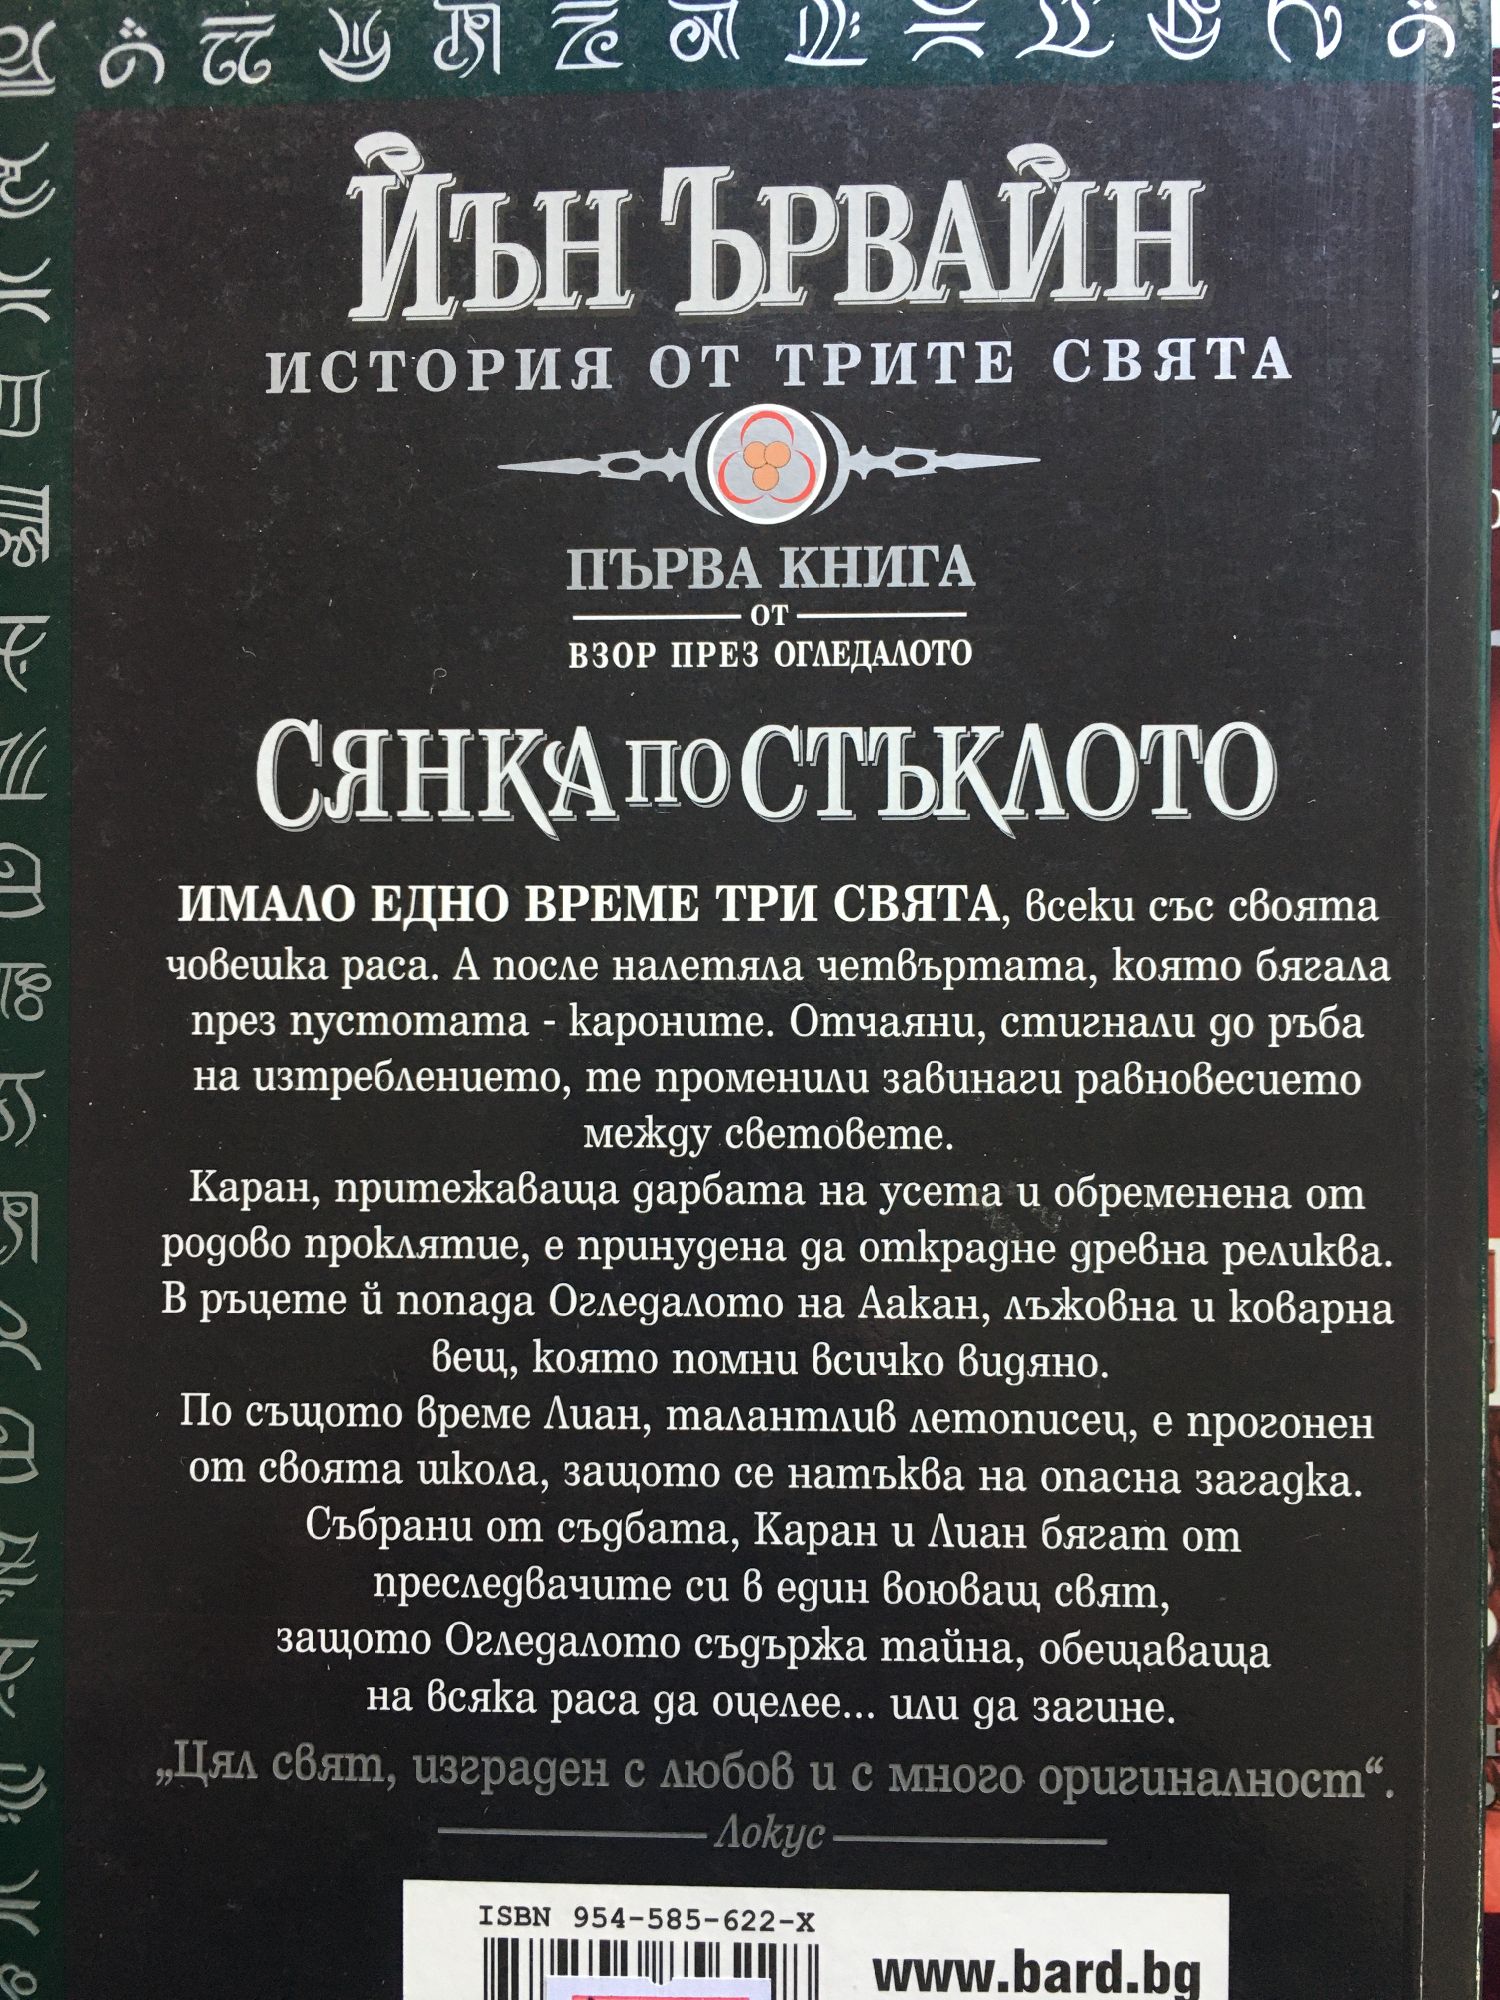 ЙЪН ЪРВАЙН
ИСТОРИЯ ОТ ТРИТЕ СВЯТА
ПЪРВА КНИГА
ОТ
ВЗОР ПРЕЗ ОГЛЕДАЛОТО
СЯНКА ПО СТЪКЛОТО
ИМАЛО ЕДНО ВРЕМЕ ТРИ СВЯТА, всеки със своята
човешка раса. А после налетяла четвъртата, която бягала
през пустотата - кароните. Отчаяни, стигнали до ръба
на изтреблението, те променили завинаги равновесието
между световете.
Каран, притежаваща дарбата на усета и обременена от
родово проклятие, е принудена да открадне древна реликва.
В ръцете й попада Огледалото на Аакан, лъжовна и коварна
вещ, която помни всичко видяно.
По същото време Лиан, талантлив летописец, е прогонен
от своята школа, защото се натъква на опасна загадка.
Събрани от съдбата, Каран и Лиан бягат от
преследвачите си в един воюващ свят,
защото Огледалото съдържа тайна, обещаваща
на всяка раса да оцелее... или да загине.
„Цял свят, изграден с любов и с много оригиналност“.
Локус
ISBN 954-585-622-X
www.bard.bg